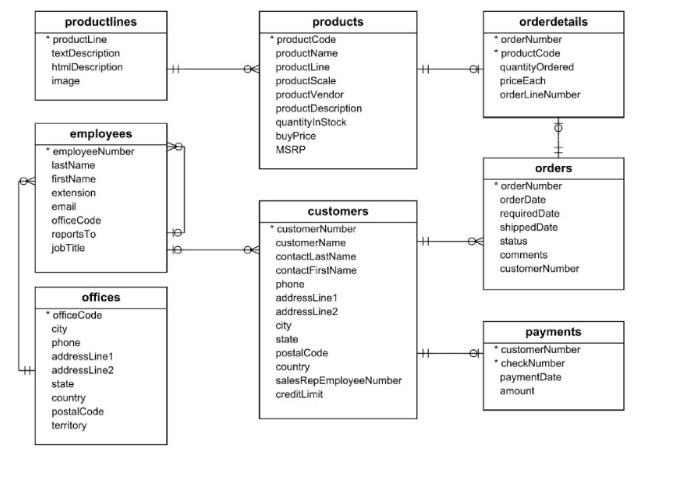 productlines
* productLine
textDescription
htmlDescription
image
products
* productCode
productName
productLine
productScale
productVendor
productDescription
quantityInStock
buyPrice
MSRP
orderdetails
* orderNumber
* productCode
quantityOrdered
priceEach
orderLineNumber
employees
* employeeNumber
lastName
firstName
extension
email
officeCode
reportsTo
jobTitle
customers
* customerNumber
customerName
contactLastName
contactFirstName
phone
addressLine1
addressLine2
city
state
postalCode
country
salesRepEmployeeNumber
creditLimit
orders
* orderNumber
orderDate
requiredDate
shippedDate
status
comments
customerNumber
offices
* officeCode
city
phone
addressLine1
addressLine2
state
country
postalCode
territory
payments
* customerNumber
* checkNumber
paymentDate
amount